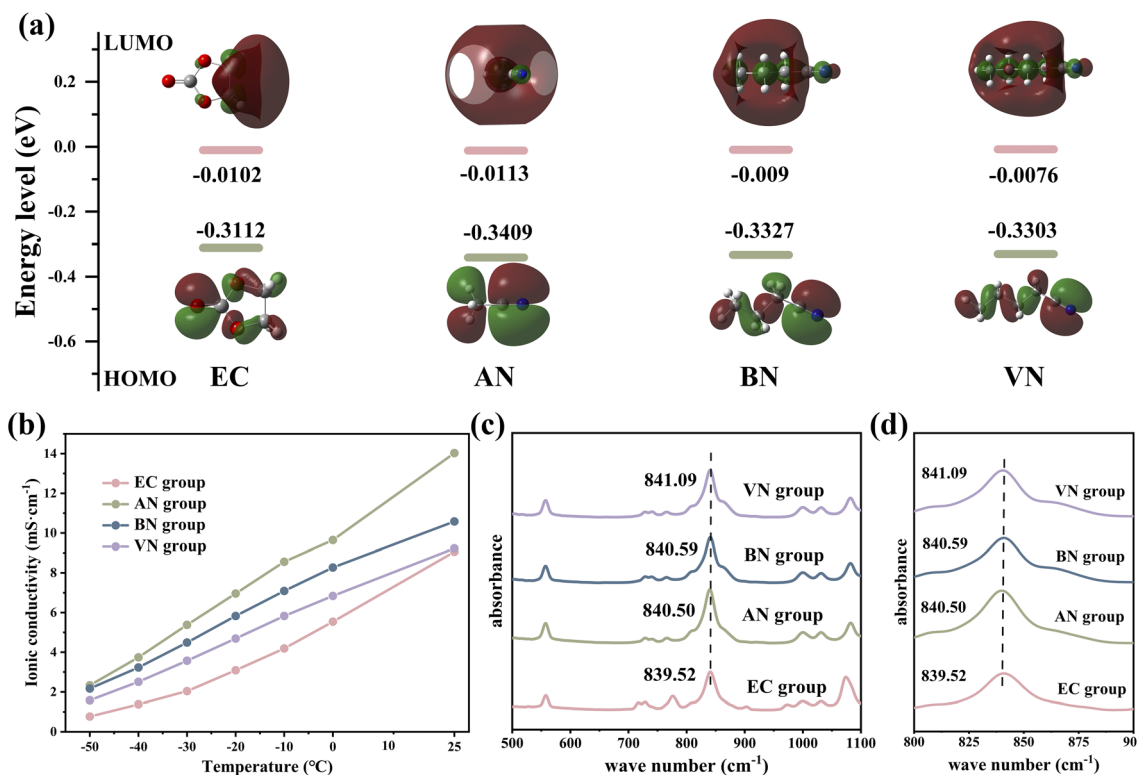 (a)
LUMO
Energy level (eV)
0.2
0.0
-0.2
-0.4
-0.6
-0.0102
-0.0113
-0.009
-0.0076
-0.3112
-0.3409
-0.3327
-0.3303
HOMO
EC
AN
BN
VN
(b)
Ionic conductivity (mS·cm⁻¹)
14
12
10
8
6
4
2
0
EC group
AN group
BN group
VN group
-50
-40
-30
-20
-10
0
10
25
Temperature (℃)
(c)
absorbance
841.09
VN group
840.59
BN group
840.50
AN group
839.52
EC group
500
600
700
800
900
1000
1100
wave number (cm⁻¹)
(d)
absorbance
841.09
VN group
840.59
BN group
840.50
AN group
839.52
EC group
800
825
850
875
90
wave number (cm⁻¹)